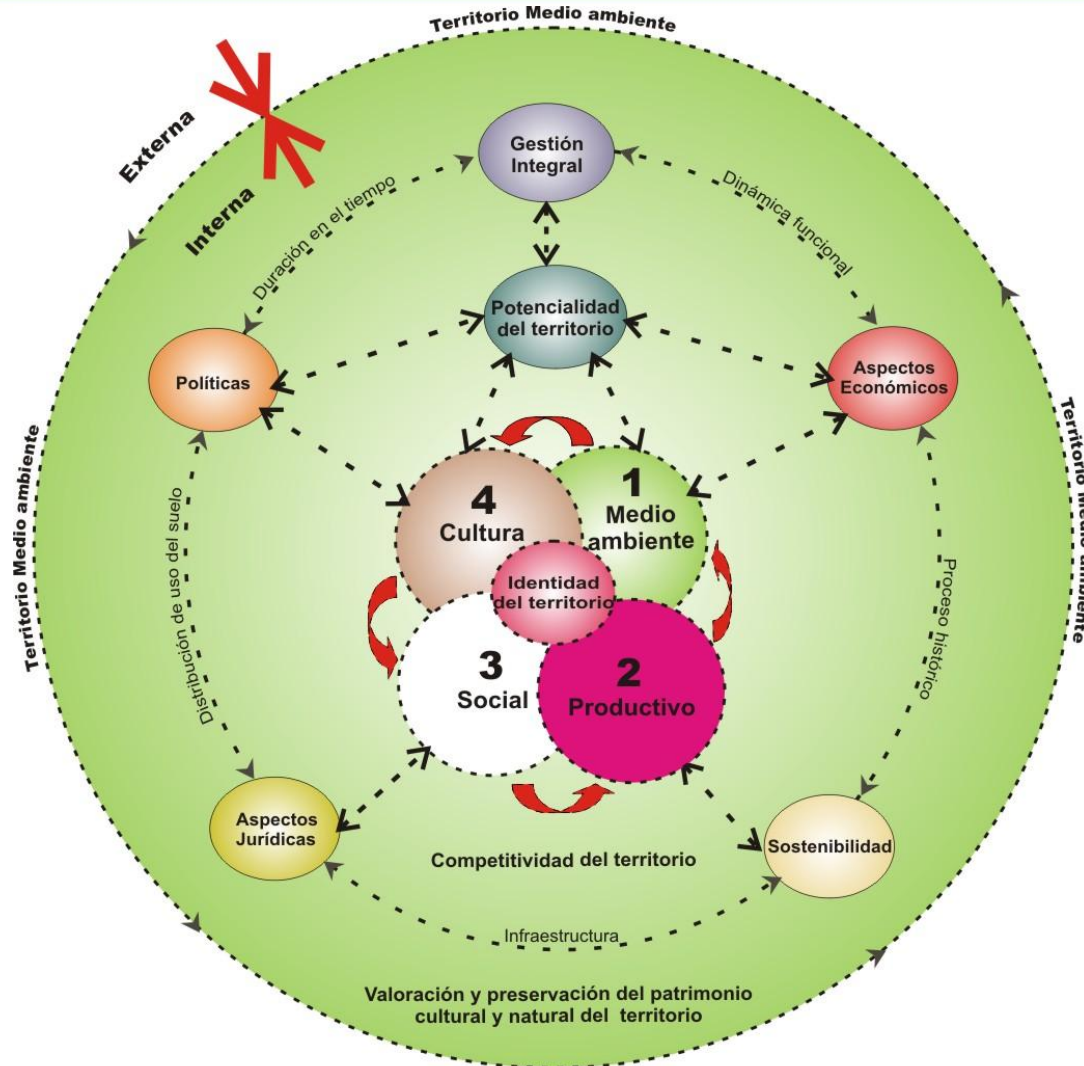 Territorio Medio ambiente
Externa
Interna
Gestión
Integral
Duración en el tiempo
Dinámica funcional
Potencialidad
del territorio
Políticas
Aspectos
Económicos
Territorio Medio ambiente
Territorio Medio ambiente
4
Cultura
1
Medio
ambiente
Identidad
del territorio
Distribución de uso del suelo
Proceso histórico
3
Social
2
Productivo
Aspectos
Jurídicas
Sostenibilidad
Competitividad del territorio
Infraestructura
Valoración y preservación del patrimonio
cultural y natural del territorio